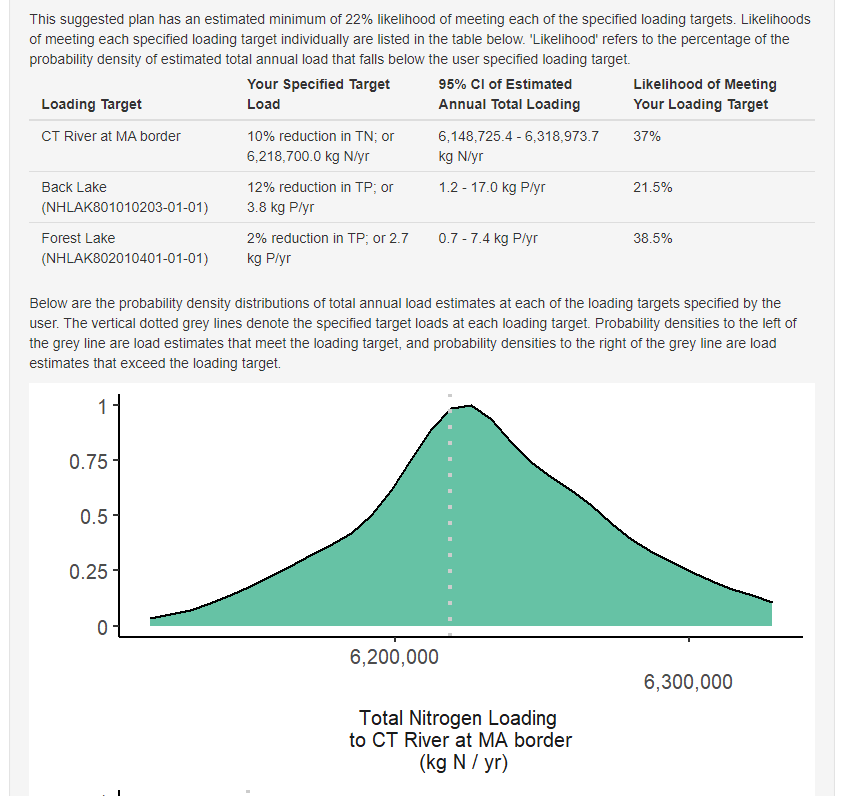 This suggested plan has an estimated minimum of 22% likelihood of meeting each of the specified loading targets. Likelihoods
of meeting each specified loading target individually are listed in the table below. 'Likelihood' refers to the percentage of the
probability density of estimated total annual load that falls below the user specified loading target.
Loading Target Your Specified Target Load 95% CI of Estimated Annual Total Loading Likelihood of Meeting Your Loading Target
CT River at MA border 10% reduction in TN; or 6,218,700.0 kg N/yr 6,148,725.4 - 6,318,973.7 kg N/yr 37%
Back Lake (NHLAK801010203-01-01) 12% reduction in TP; or 3.8 kg P/yr 1.2 - 17.0 kg P/yr 21.5%
Forest Lake (NHLAK802010401-01-01) 2% reduction in TP; or 2.7 kg P/yr 0.7 - 7.4 kg P/yr 38.5%
Below are the probability density distributions of total annual load estimates at each of the loading targets specified by the
user. The vertical dotted grey lines denote the specified target loads at each loading target. Probability densities to the left of
the grey line are load estimates that meet the loading target, and probability densities to the right of the grey line are load
estimates that exceed the loading target.
1
0.75
0.5
0.25
0
6,200,000
6,300,000
Total Nitrogen Loading
to CT River at MA border
(kg N / yr)